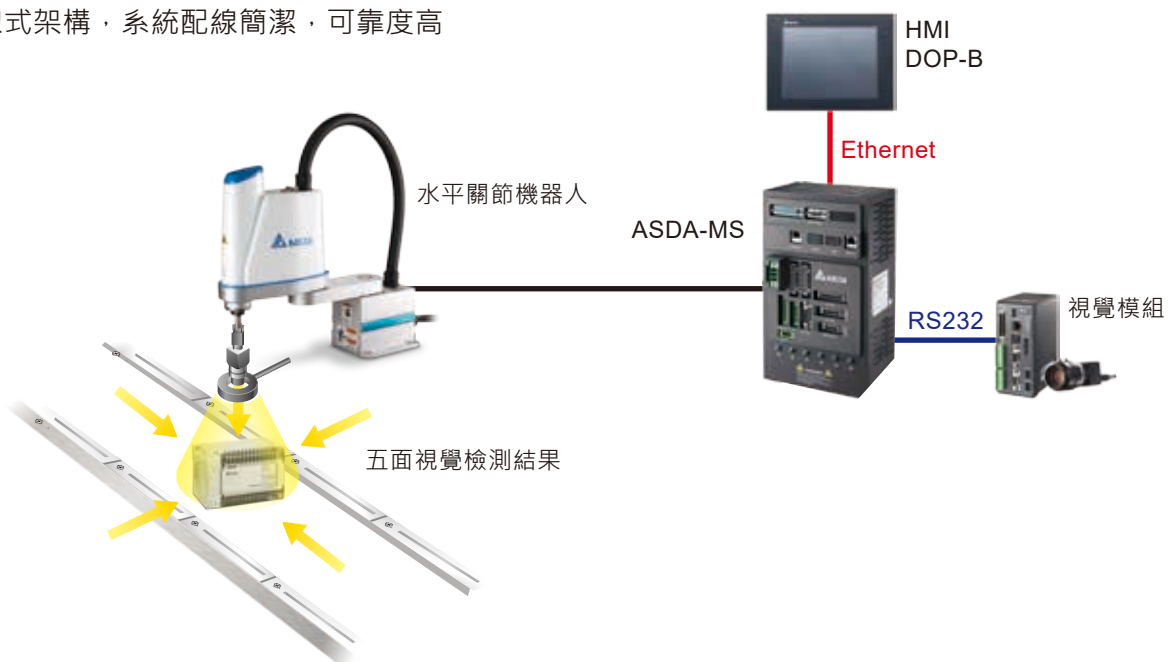 式架構，系統配線簡潔，可靠度高
HMI
DOP-B
Ethernet
水平關節機器人
ASDA-MS
RS232
視覺模組
五面視覺檢測結果